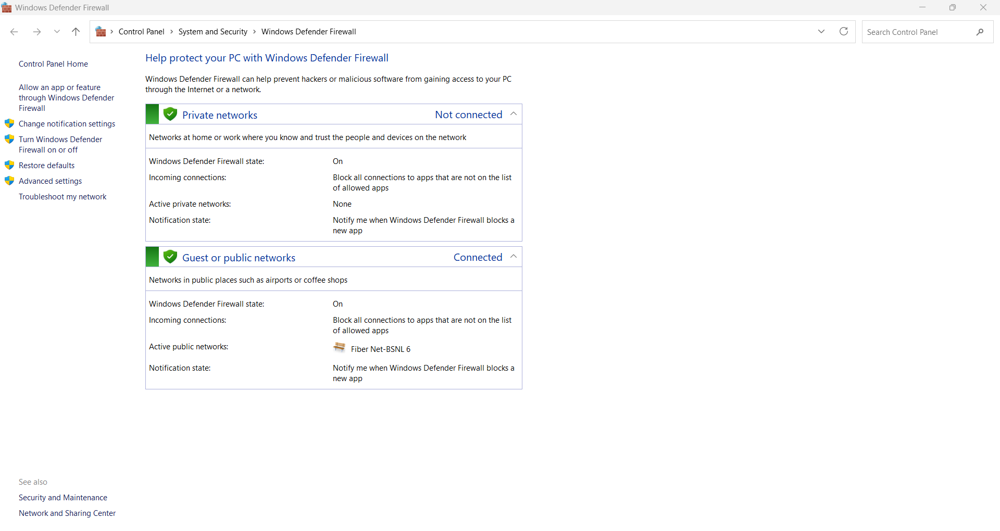 Windows Defender Firewall
Control Panel > System and Security > Windows Defender Firewall
Search Control Panel
Control Panel Home
Allow an app or feature
through Windows Defender
Firewall
Change notification settings
Turn Windows Defender
Firewall on or off
Restore defaults
Advanced settings
Troubleshoot my network
Help protect your PC with Windows Defender Firewall
Windows Defender Firewall can help prevent hackers or malicious software from gaining access to your PC
through the Internet or a network.
Private networks Not connected
Networks at home or work where you know and trust the people and devices on the network
Windows Defender Firewall state: On
Incoming connections: Block all connections to apps that are not on the list
of allowed apps
Active private networks: None
Notification state: Notify me when Windows Defender Firewall blocks a
new app
Guest or public networks Connected
Networks in public places such as airports or coffee shops
Windows Defender Firewall state: On
Incoming connections: Block all connections to apps that are not on the list
of allowed apps
Active public networks: Fiber Net-BSNL 6
Notification state: Notify me when Windows Defender Firewall blocks a
new app
See also
Security and Maintenance
Network and Sharing Center